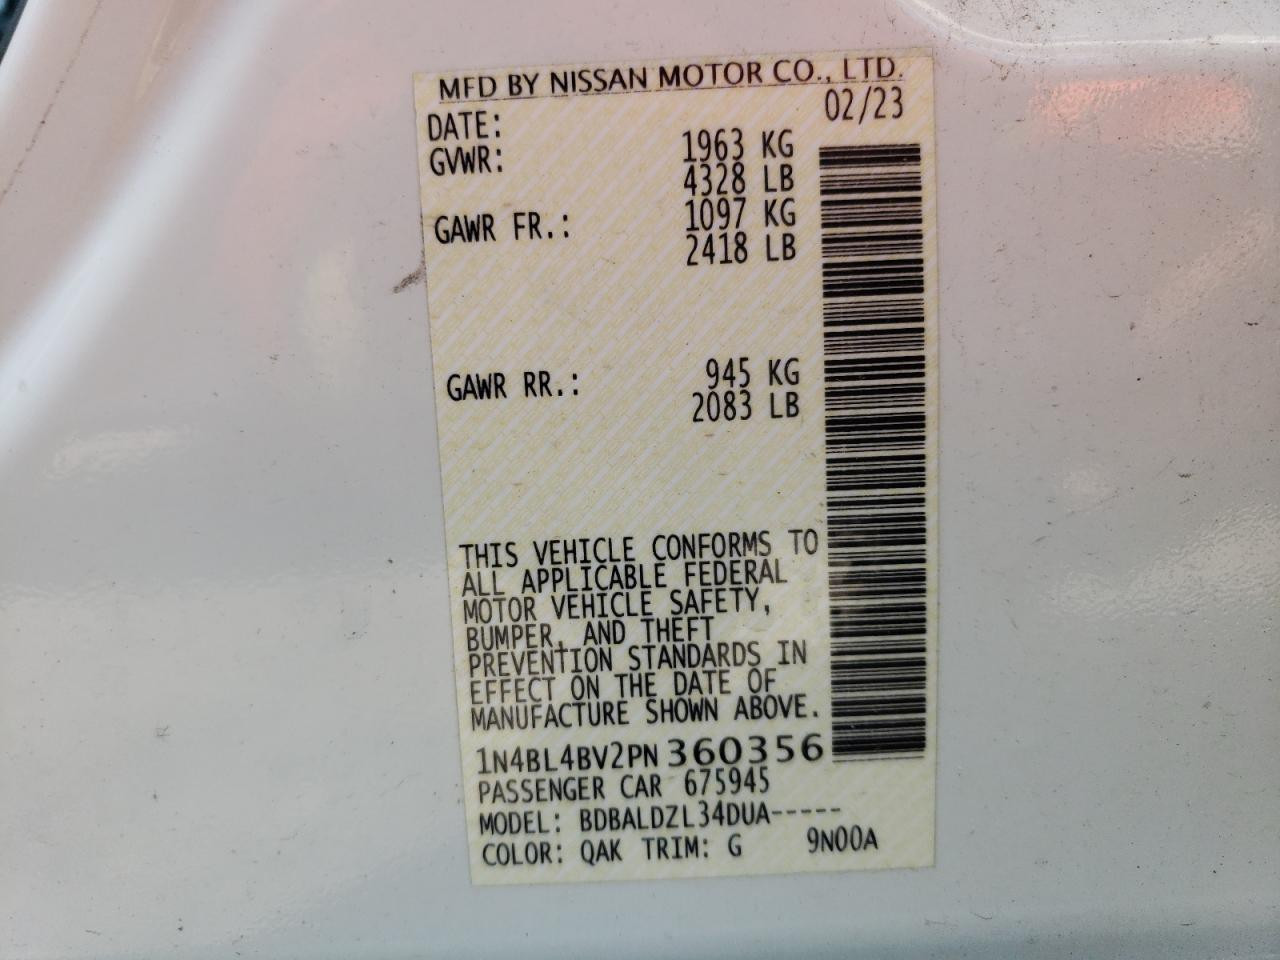 MFD BY NISSAN MOTOR CO., LTD.
DATE: 02/23
GVWR: 1963 KG
4328 LB
GAWR FR.: 1097 KG
2418 LB
GAWR RR.: 945 KG
2083 LB
THIS VEHICLE CONFORMS TO
ALL APPLICABLE FEDERAL
MOTOR VEHICLE SAFETY,
BUMPER, AND THEFT
PREVENTION STANDARDS IN
EFFECT ON THE DATE OF
MANUFACTURE SHOWN ABOVE.
1N4BL4BV2PN360356
PASSENGER CAR 675945
MODEL: BDBALDZL34DUA-----
COLOR: QAK TRIM: G 9N00A